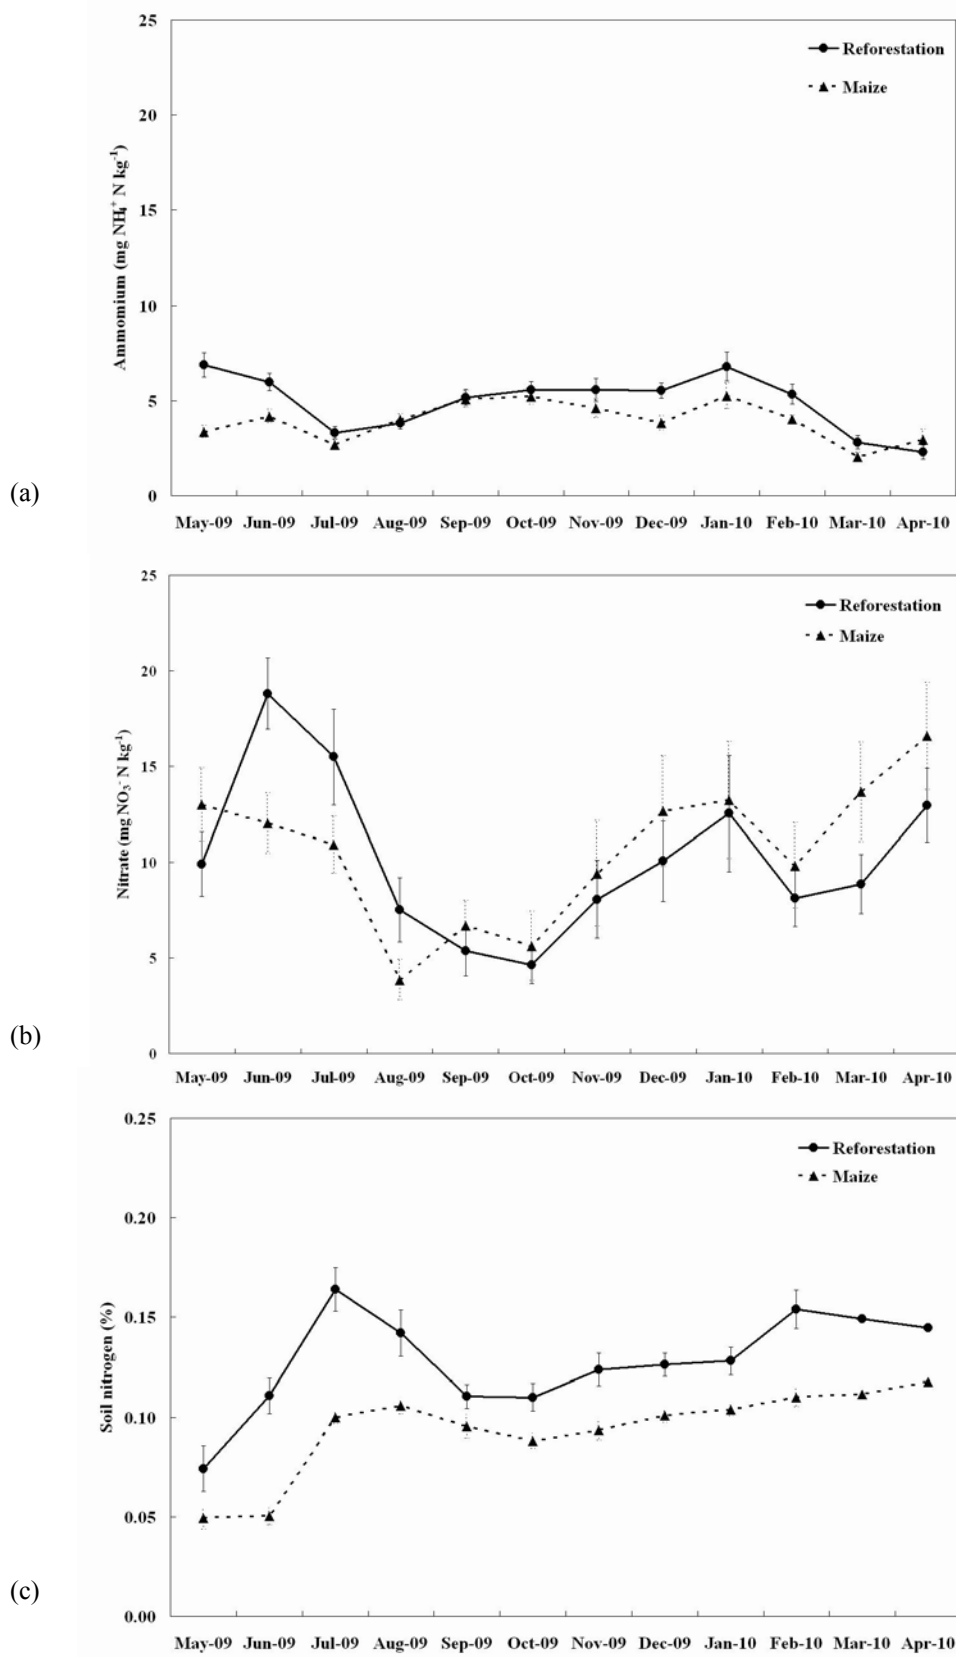 25
Reforestation
Maize
20
15
10
5
0
Ammomium (mg NH₄⁺ N kg⁻¹)
(a)
May-09 Jun-09 Jul-09 Aug-09 Sep-09 Oct-09 Nov-09 Dec-09 Jan-10 Feb-10 Mar-10 Apr-10
25
Reforestation
Maize
20
15
10
5
0
Nitrate (mg NO₃⁻ N kg⁻¹)
(b)
May-09 Jun-09 Jul-09 Aug-09 Sep-09 Oct-09 Nov-09 Dec-09 Jan-10 Feb-10 Mar-10 Apr-10
0.25
Reforestation
Maize
0.20
0.15
0.10
0.05
0.00
Soil nitrogen (%)
(c)
May-09 Jun-09 Jul-09 Aug-09 Sep-09 Oct-09 Nov-09 Dec-09 Jan-10 Feb-10 Mar-10 Apr-10